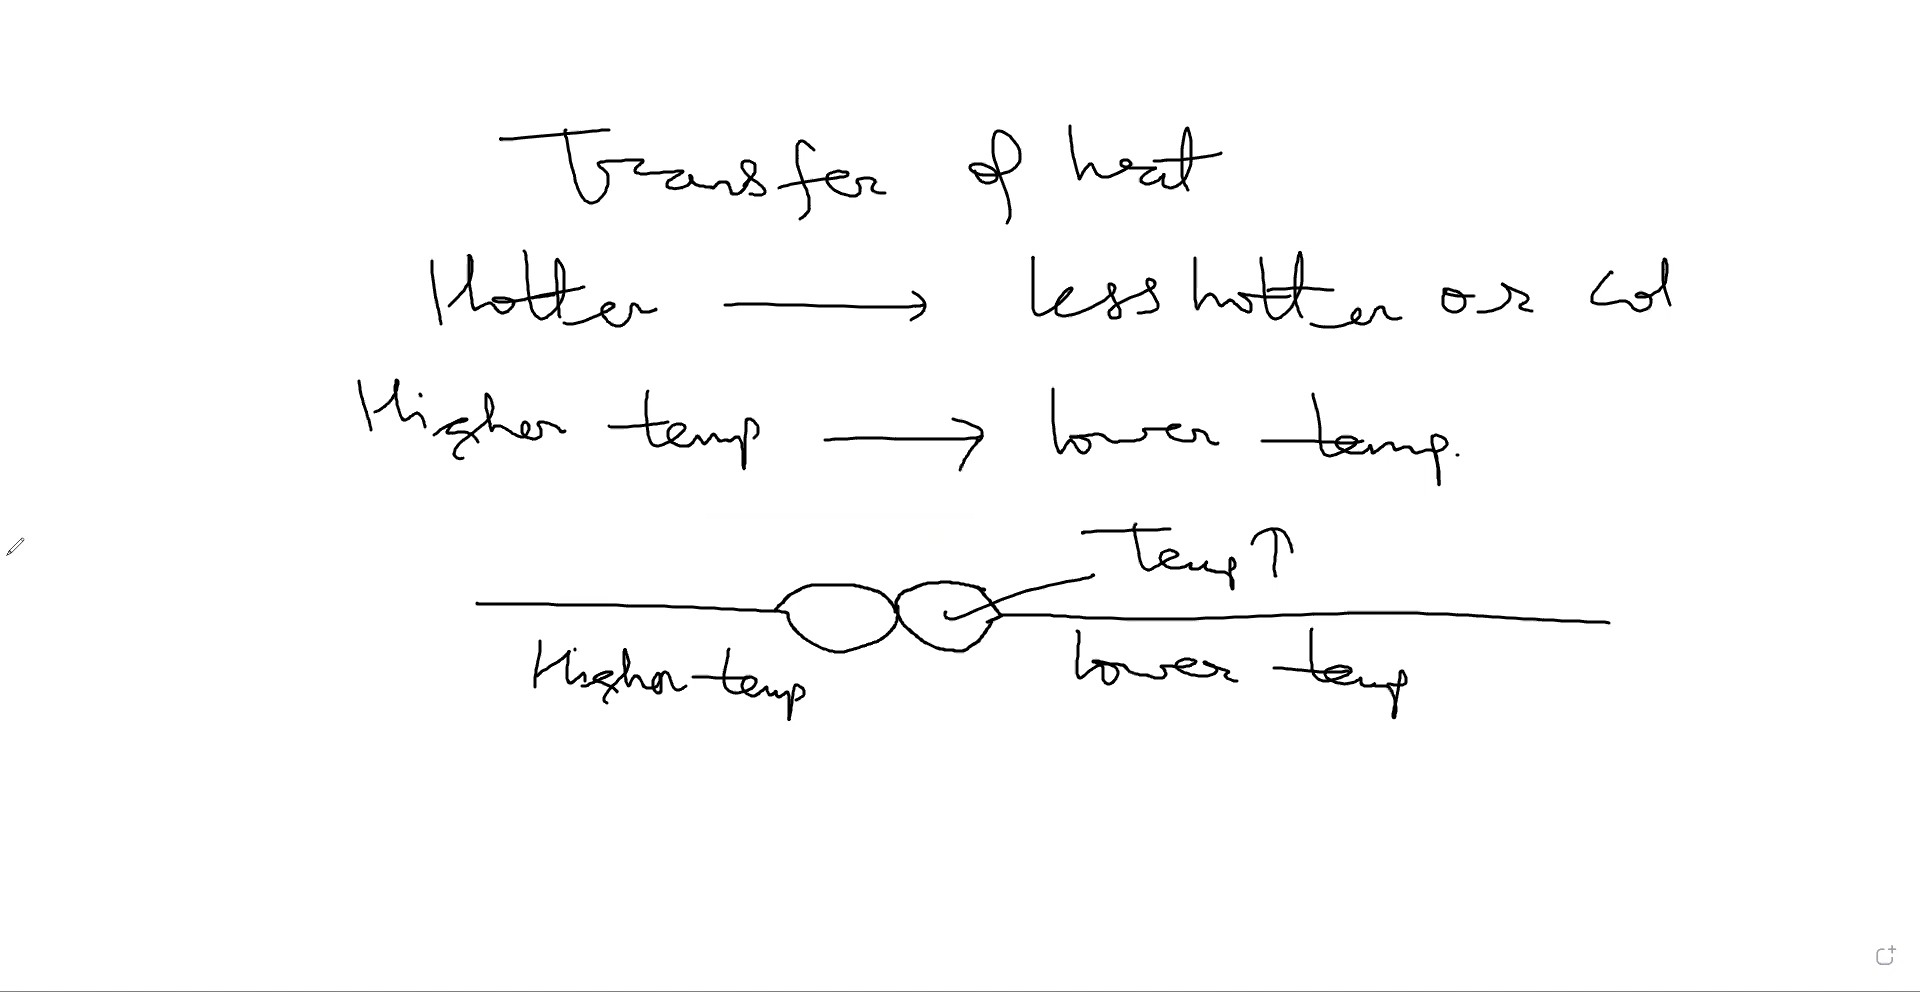 Transfer of heat
Hotter → less hotter or col
Higher temp → lower temp.
Temp ↑
Higher temp lower temp